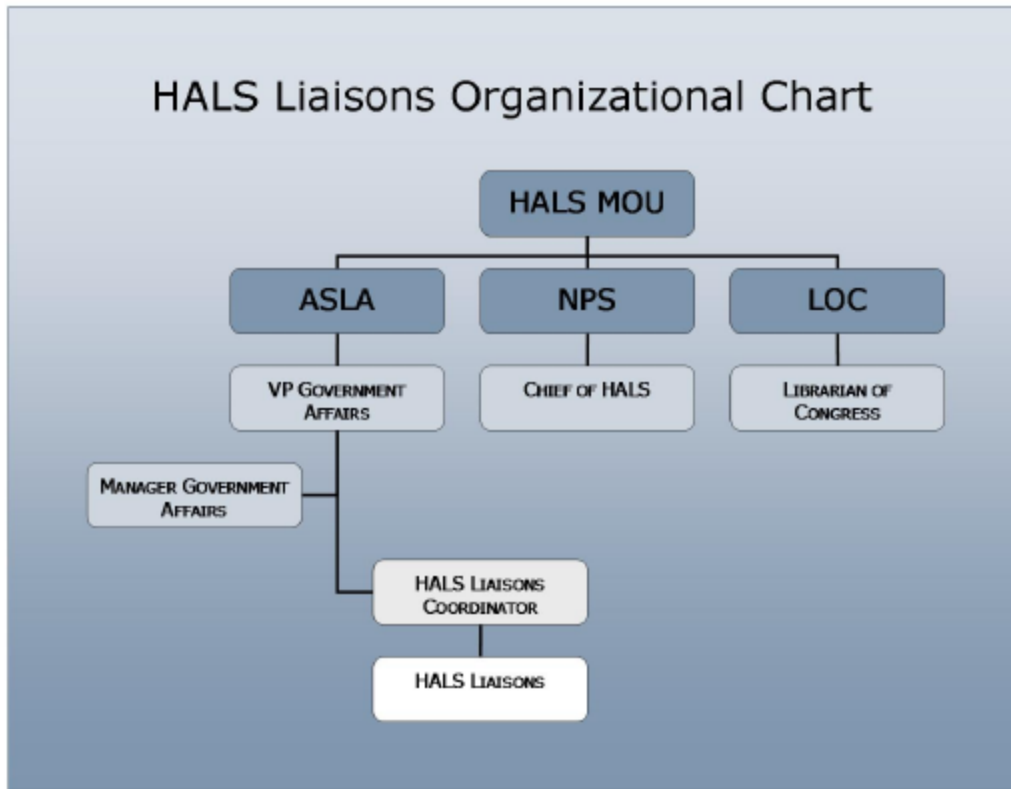 HALS Liaisons Organizational Chart
HALS MOU
ASLA
NPS
LOC
VP GOVERNMENT
AFFAIRS
CHIEF OF HALS
LIBRARIAN OF
CONGRESS
MANAGER GOVERNMENT
AFFAIRS
HALS LIAISONS
COORDINATOR
HALS LIAISONS